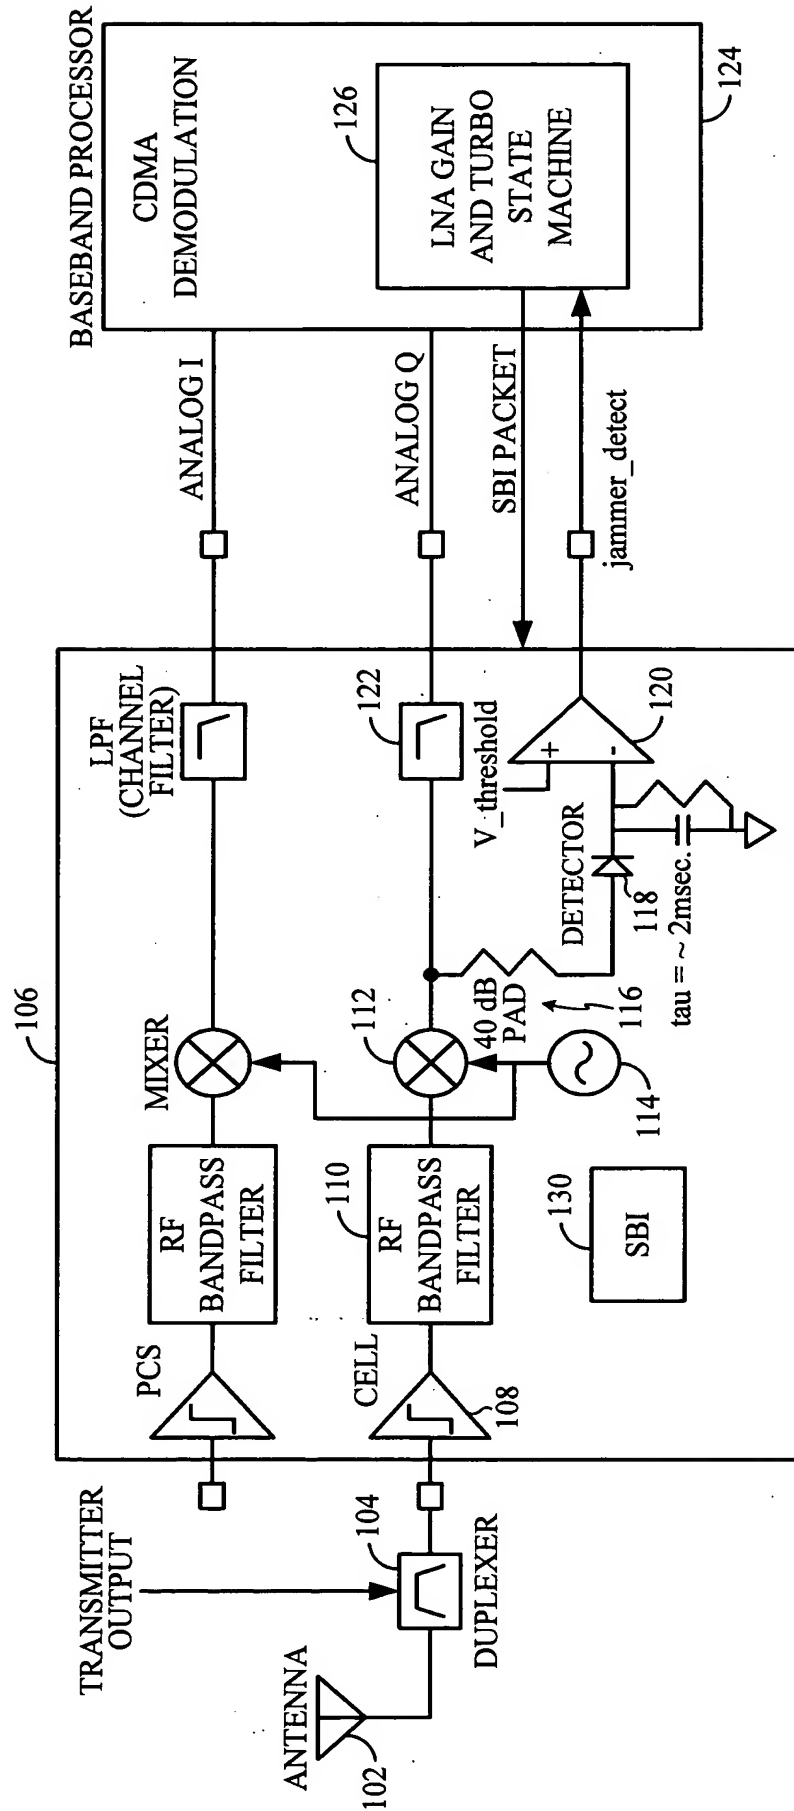 BASEBAND PROCESSOR
CDMA
DEMODULATION
126
LNA GAIN
AND TURBO
STATE
MACHINE
124
ANALOG I
ANALOG Q
SBI PACKET
jammer_detect
106
LPF
(CHANNEL
FILTER)
122
V_threshold
+
-
120
DETECTOR
118
tau = ~ 2msec.
MIXER
112
40 dB
PAD
116
114
RF
BANDPASS
FILTER
110
RF
BANDPASS
FILTER
130
SBI
PCS
CELL
108
TRANSMITTER
OUTPUT
104
DUPLEXER
ANTENNA
102